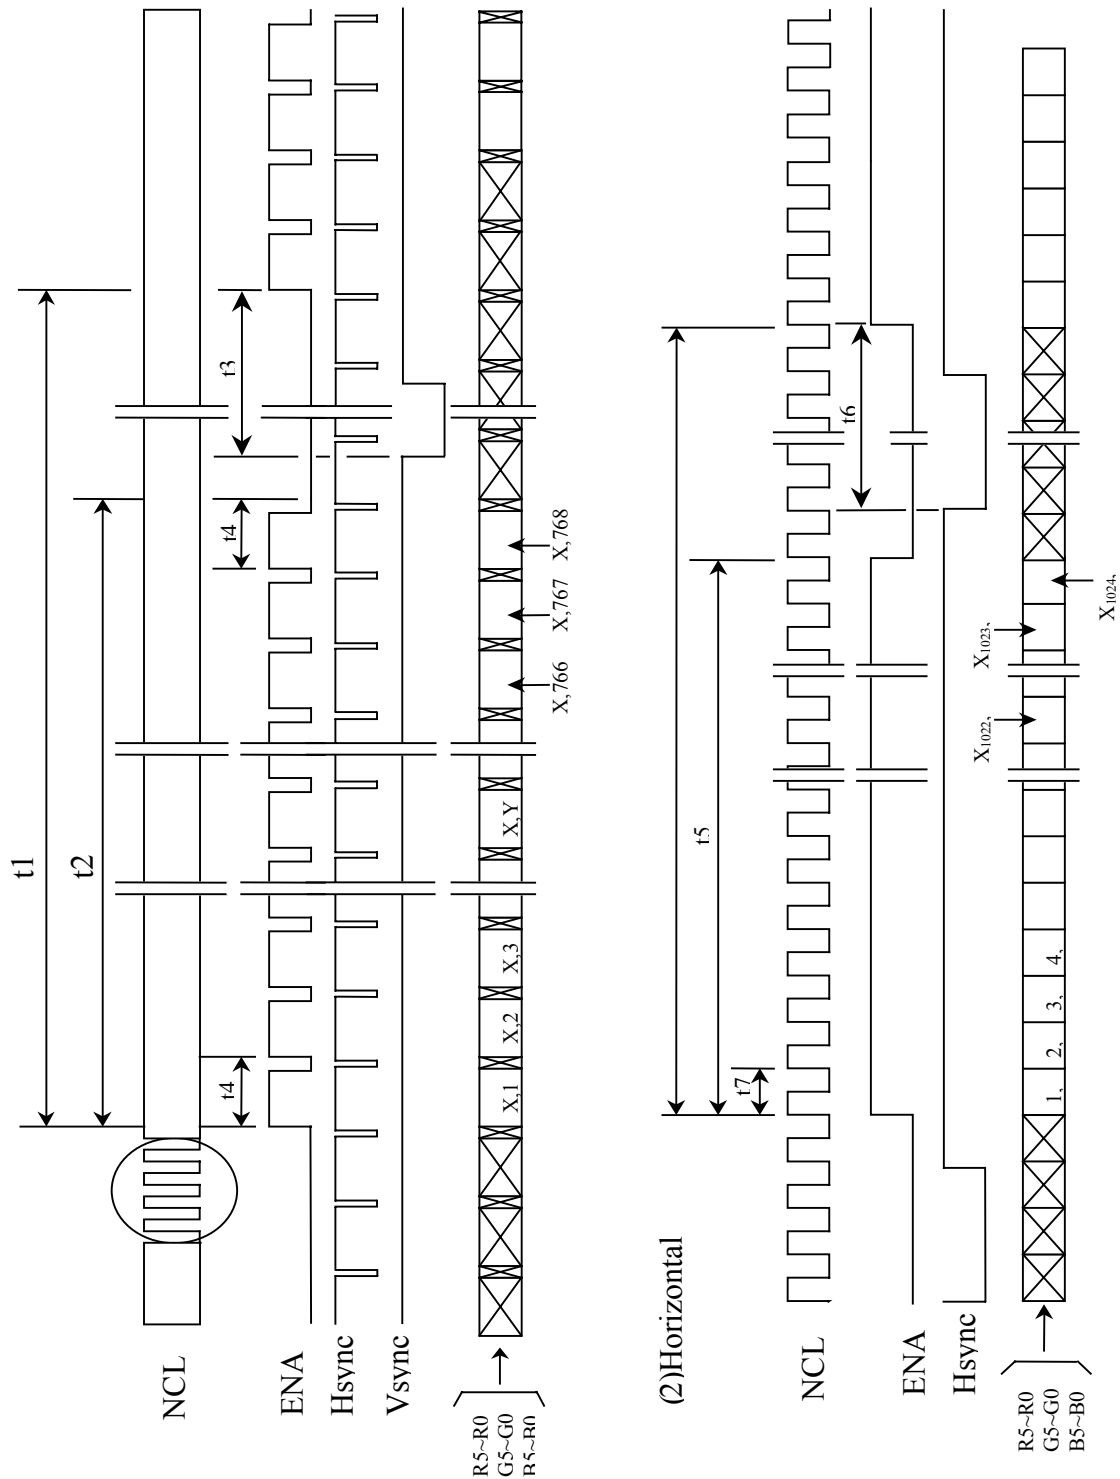 t1
t2
t4
t4
t3
NCL
ENA
Hsync
Vsync
R5~R0
G5~G0
B5~B0
X,1
X,2
X,3
X,Y
X,766
X,767
X,768
(2)Horizontal
t5
t7
t6
NCL
ENA
Hsync
R5~R0
G5~G0
B5~B0
1,
2,
3,
4,
X1022,
X1023,
X1024,